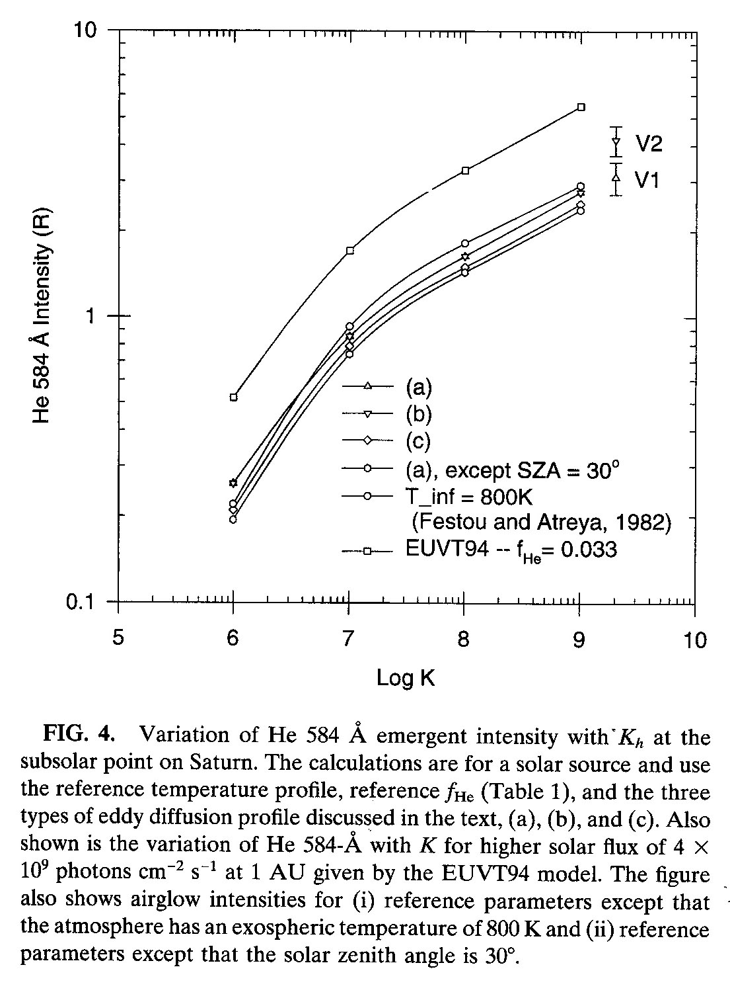 10
1
0.1
He 584 Å Intensity (R)
V2
V1
(a)
(b)
(c)
(a), except SZA = 30°
T_inf = 800K
(Festou and Atreya, 1982)
EUVT94 -- f_He= 0.033
5 6 7 8 9 10
Log K
FIG. 4. Variation of He 584 Å emergent intensity with K_h at the
subsolar point on Saturn. The calculations are for a solar source and use
the reference temperature profile, reference f_He (Table 1), and the three
types of eddy diffusion profile discussed in the text, (a), (b), and (c). Also
shown is the variation of He 584-Å with K for higher solar flux of 4 ×
10⁹ photons cm⁻² s⁻¹ at 1 AU given by the EUVT94 model. The figure
also shows airglow intensities for (i) reference parameters except that
the atmosphere has an exospheric temperature of 800 K and (ii) reference
parameters except that the solar zenith angle is 30°.